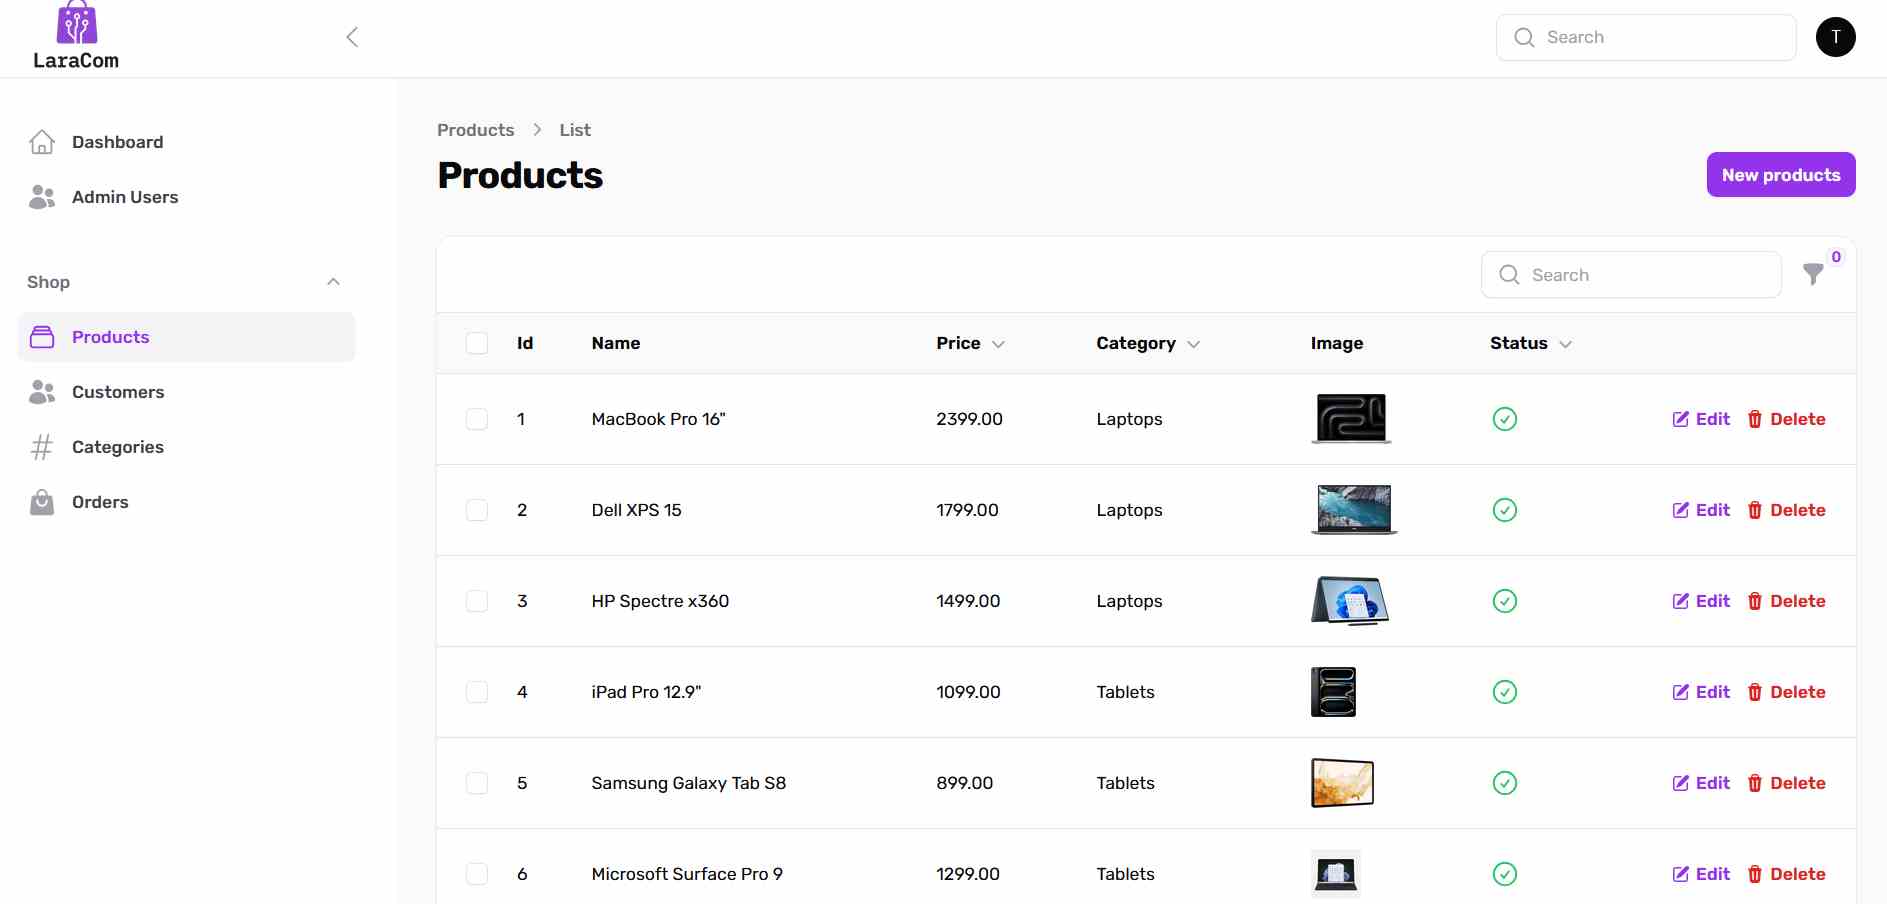 LaraCom
Search
T
Dashboard
Admin Users
Shop
Products
Customers
Categories
Orders
Products > List
Products
New products
Search
0
Id Name Price Category Image Status
1 MacBook Pro 16" 2399.00 Laptops Edit Delete
2 Dell XPS 15 1799.00 Laptops Edit Delete
3 HP Spectre x360 1499.00 Laptops Edit Delete
4 iPad Pro 12.9" 1099.00 Tablets Edit Delete
5 Samsung Galaxy Tab S8 899.00 Tablets Edit Delete
6 Microsoft Surface Pro 9 1299.00 Tablets Edit Delete